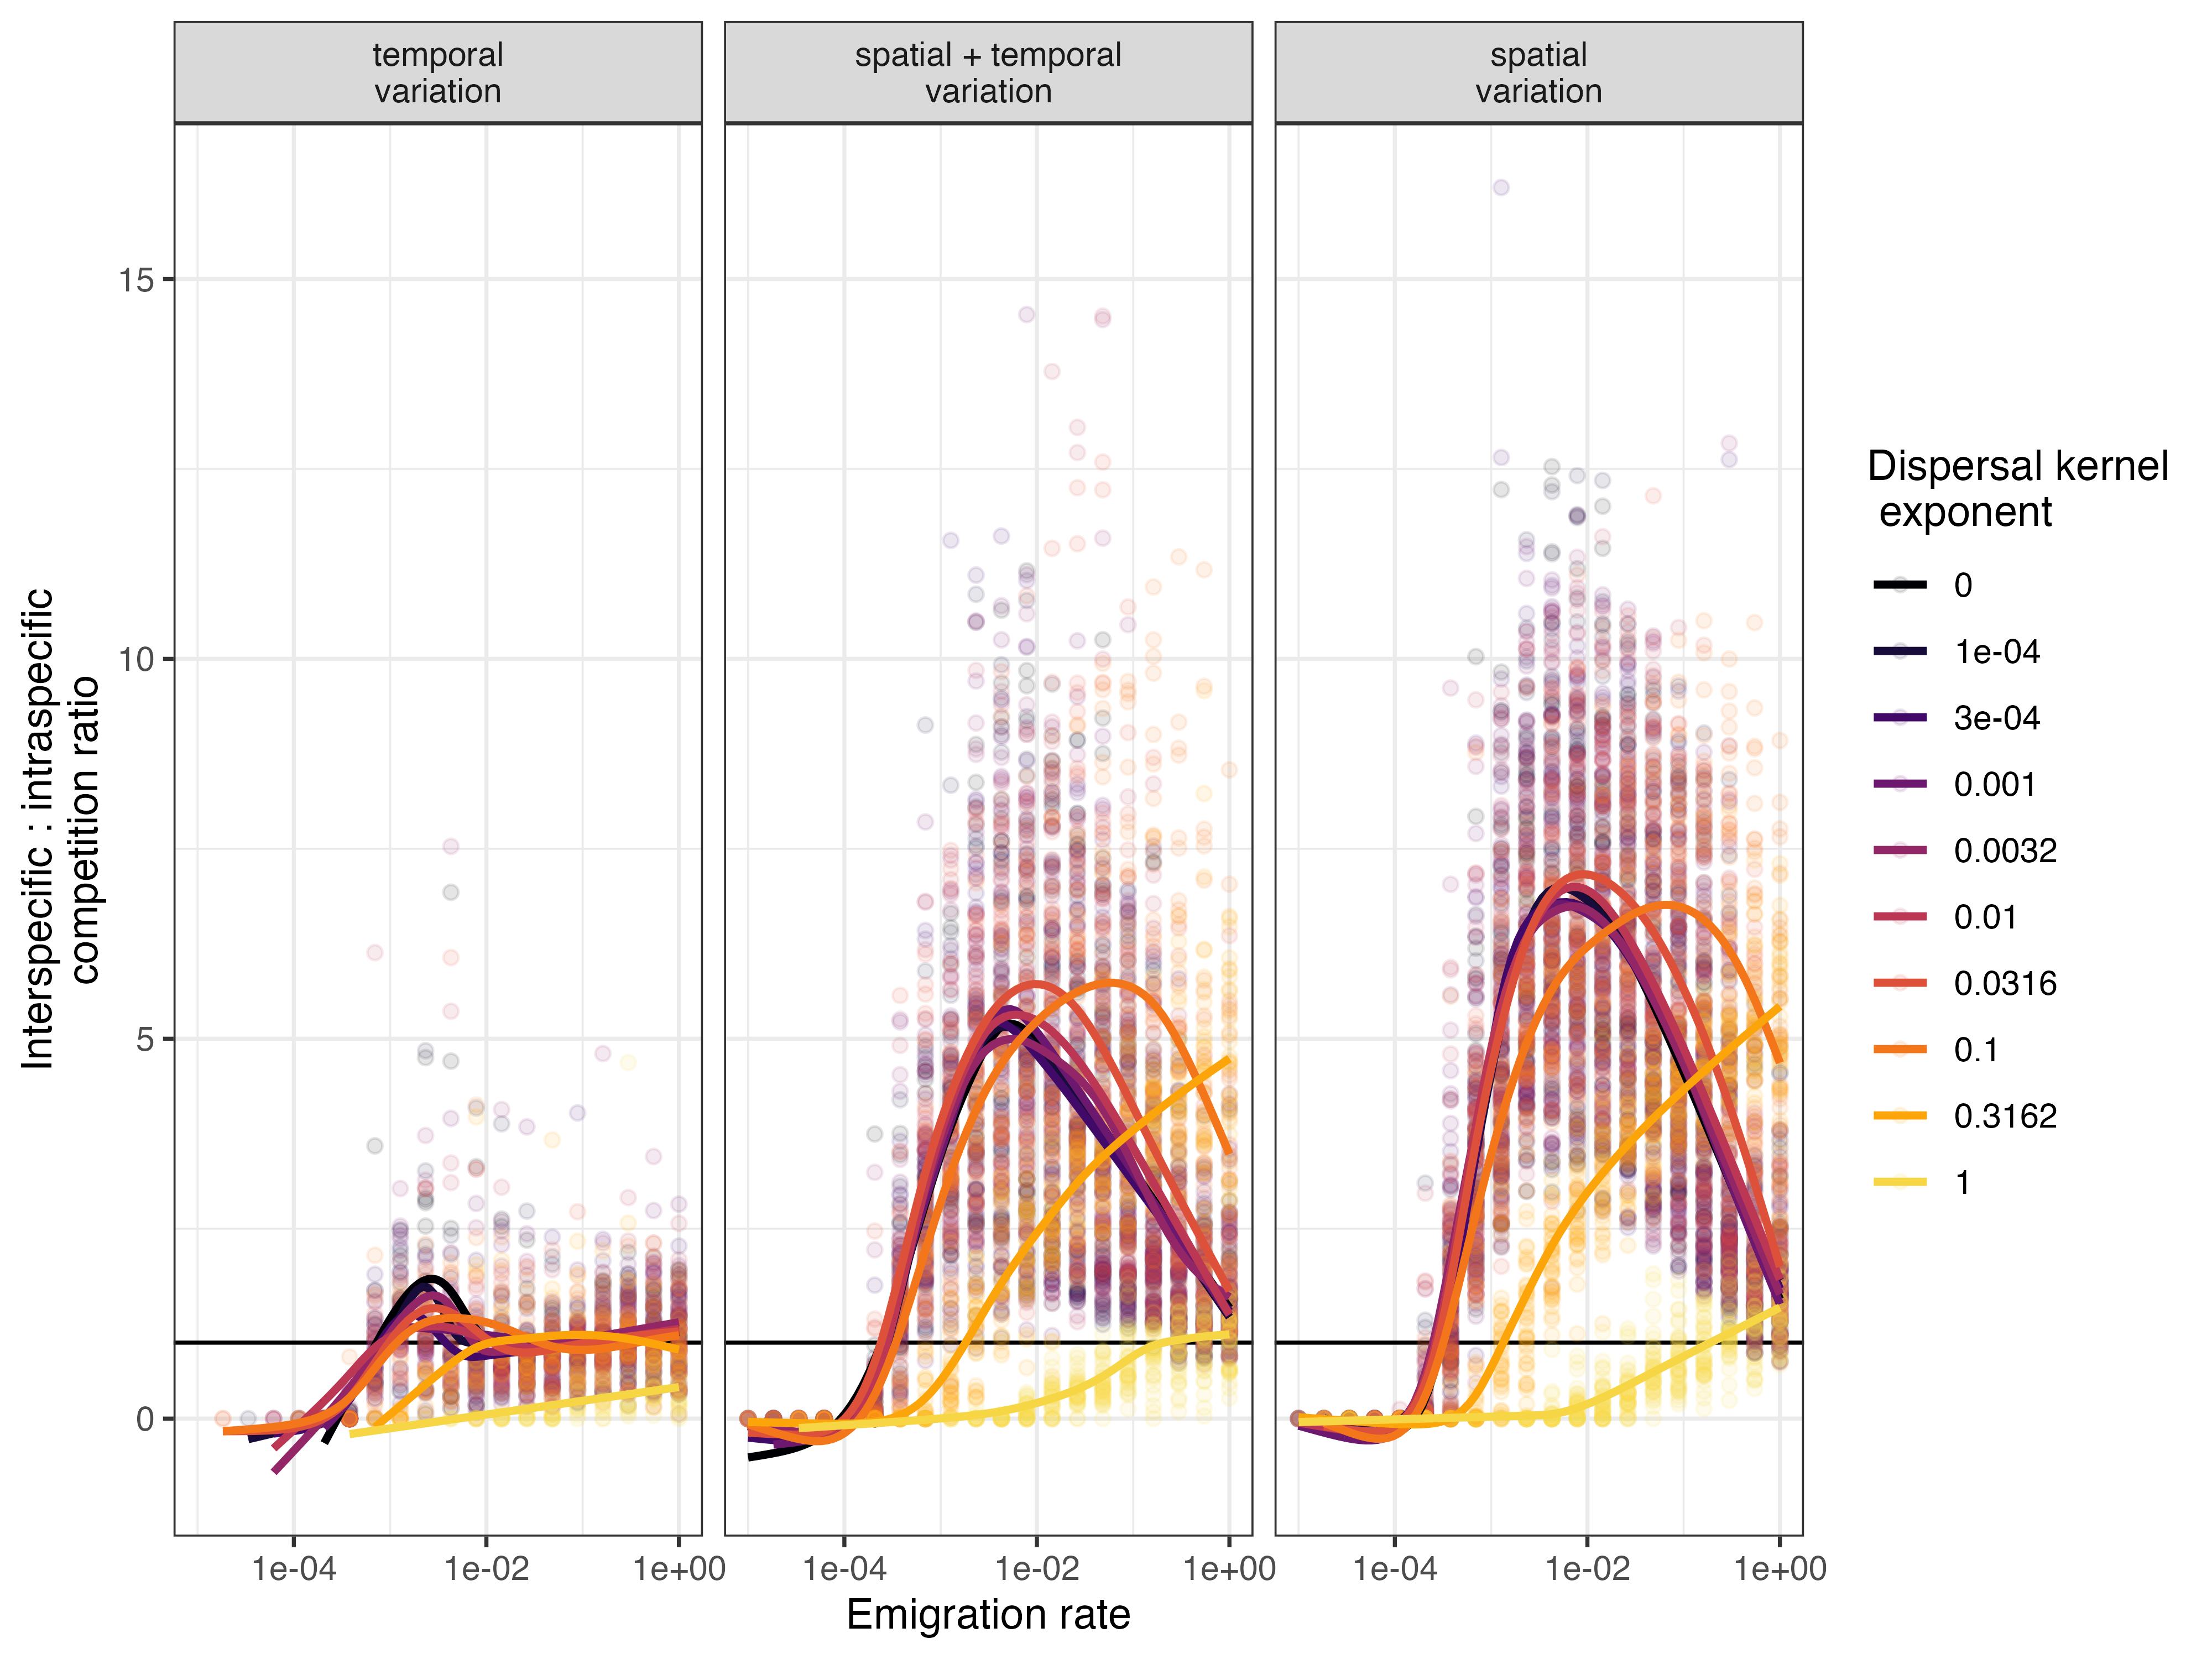 temporal
variation
spatial + temporal
variation
spatial
variation
Interspecific : intraspecific
competition ratio
15
10
5
0
1e-04
1e-02
1e+00
1e-04
1e-02
1e+00
1e-04
1e-02
1e+00
Emigration rate
Dispersal kernel
exponent
0
1e-04
3e-04
0.001
0.0032
0.01
0.0316
0.1
0.3162
1